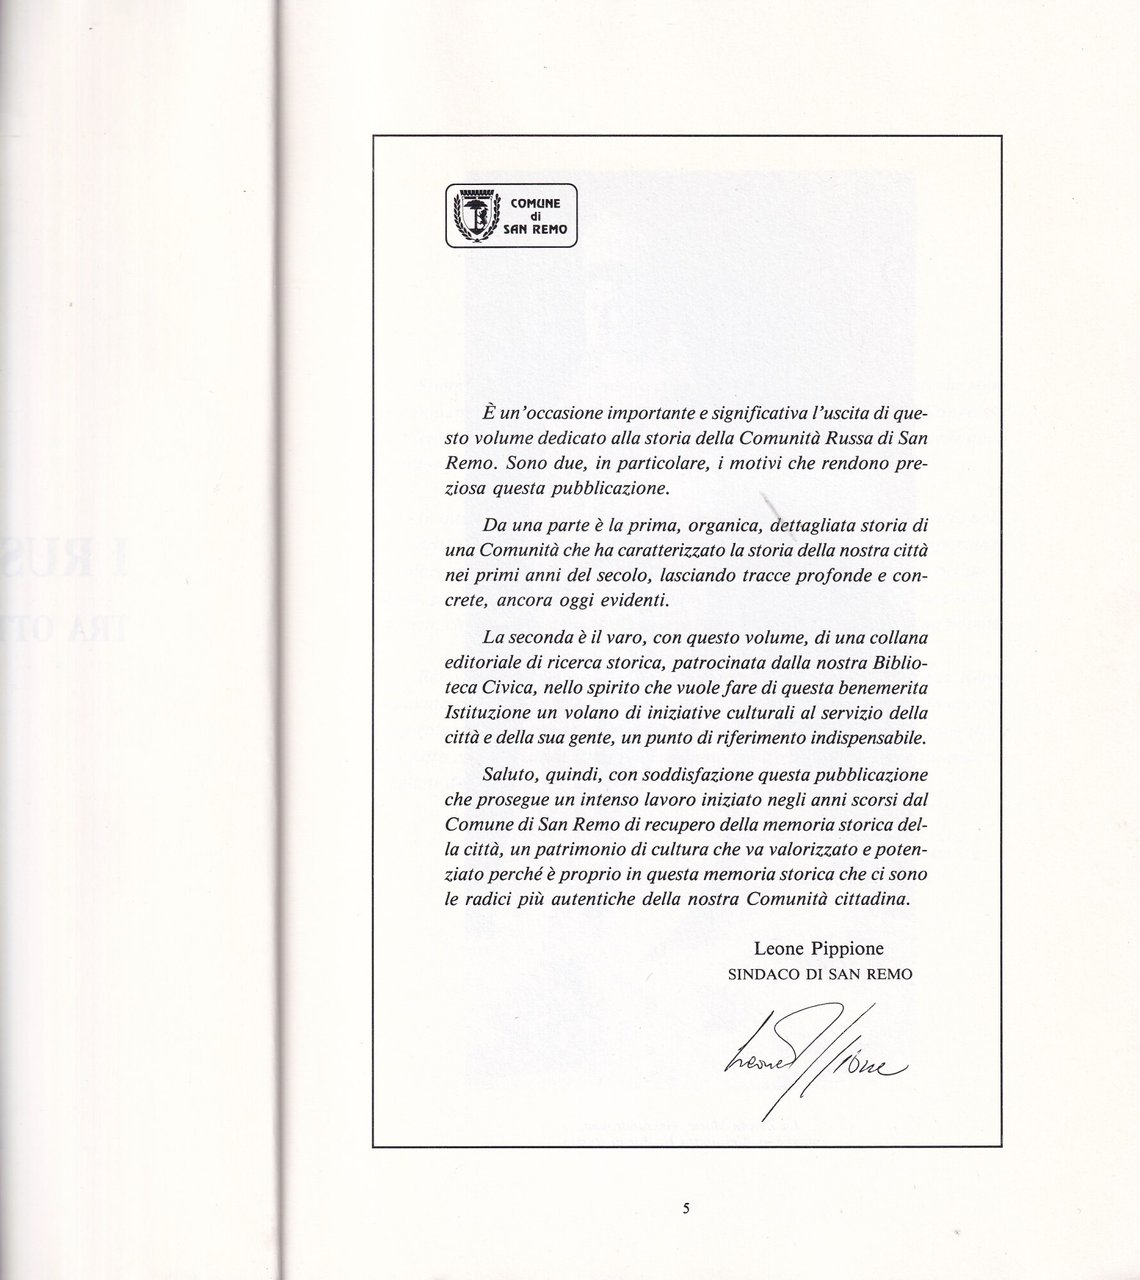 COMUNE
di
SAN REMO
È un'occasione importante e significativa l'uscita di que-
sto volume dedicato alla storia della Comunità Russa di San
Remo. Sono due, in particolare, i motivi che rendono pre-
ziosa questa pubblicazione.
Da una parte è la prima, organica, dettagliata storia di
una Comunità che ha caratterizzato la storia della nostra città
nei primi anni del secolo, lasciando tracce profonde e con-
crete, ancora oggi evidenti.
La seconda è il varo, con questo volume, di una collana
editoriale di ricerca storica, patrocinata dalla nostra Biblio-
teca Civica, nello spirito che vuole fare di questa benemerita
Istituzione un volano di iniziative culturali al servizio della
città e della sua gente, un punto di riferimento indispensabile.
Saluto, quindi, con soddisfazione questa pubblicazione
che prosegue un intenso lavoro iniziato negli anni scorsi dal
Comune di San Remo di recupero della memoria storica del-
la città, un patrimonio di cultura che va valorizzato e poten-
ziato perché è proprio in questa memoria storica che ci sono
le radici più autentiche della nostra Comunità cittadina.
Leone Pippione
SINDACO DI SAN REMO
Leone Pippione
5